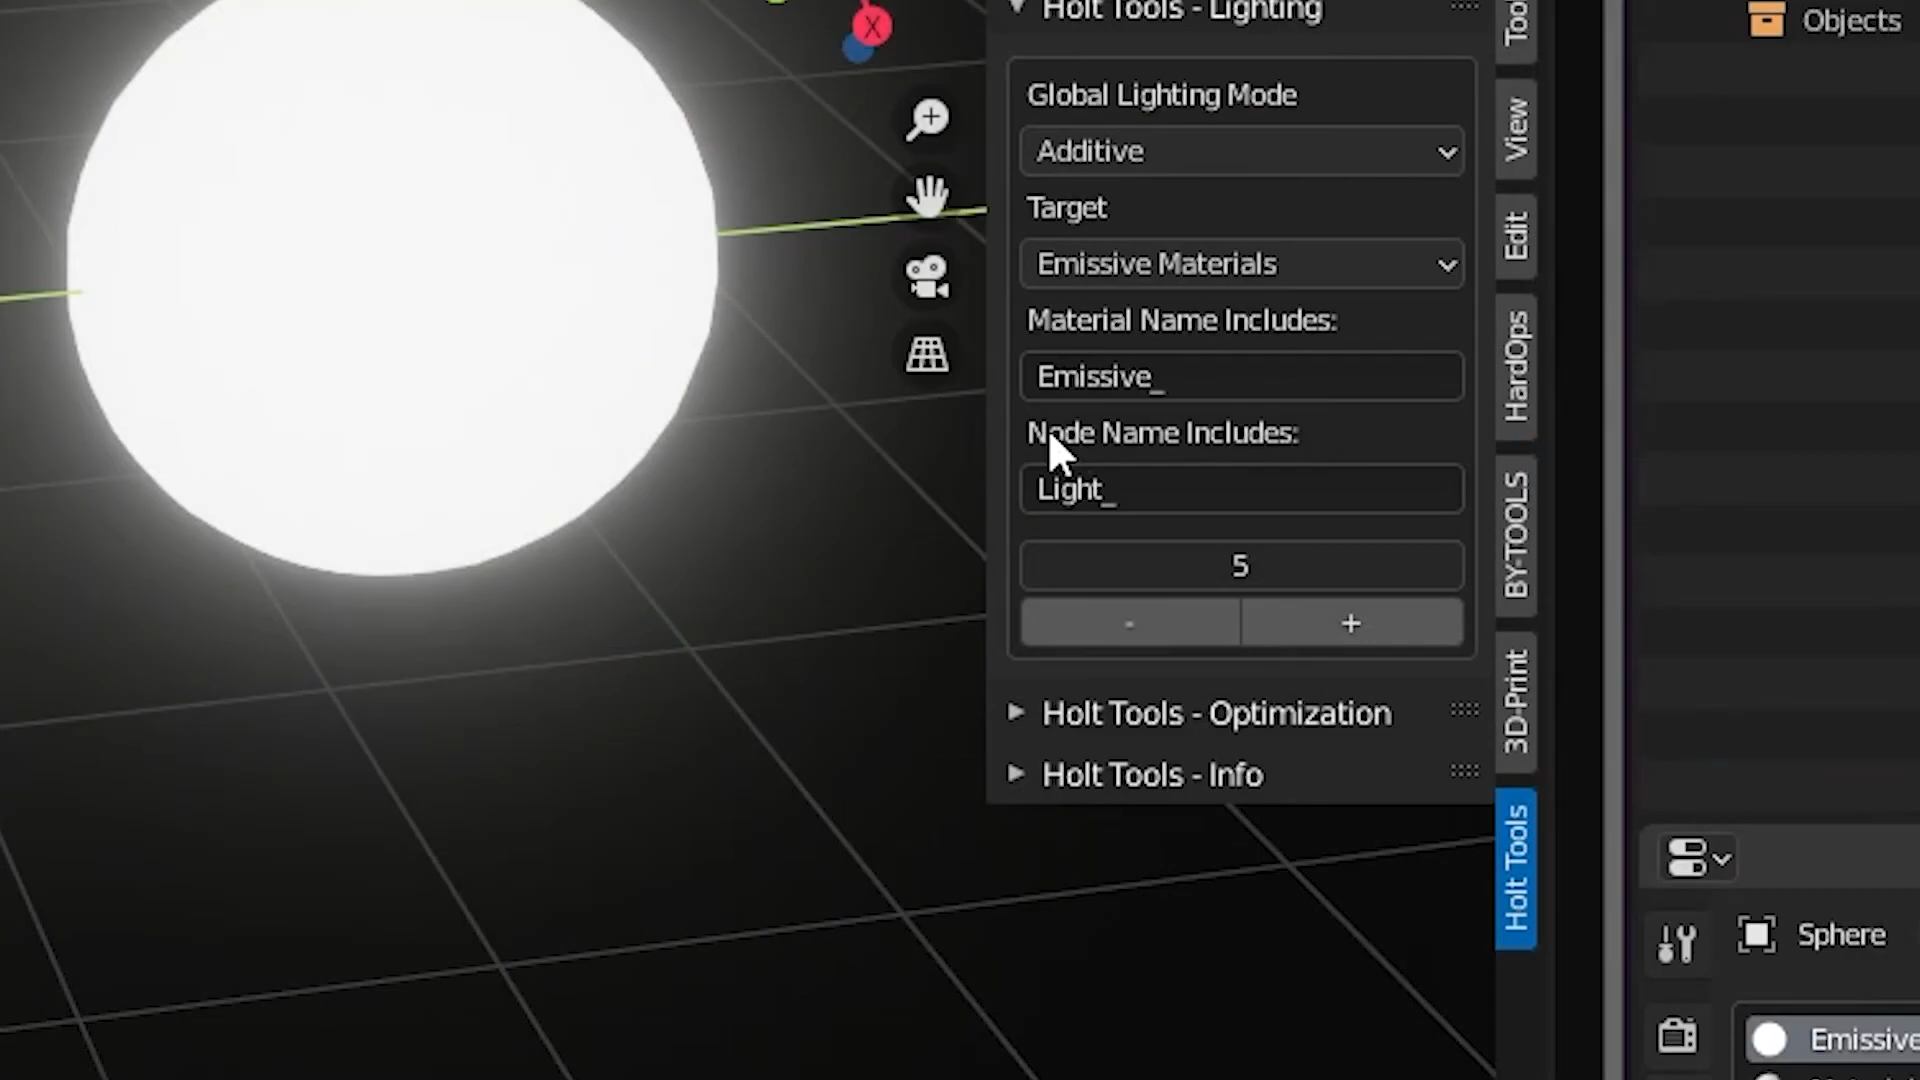 Holt Tools - Lighting
Global Lighting Mode
Additive
Target
Emissive Materials
Material Name Includes:
Emissive_
Node Name Includes:
Light_
5
- +
Holt Tools - Optimization
Holt Tools - Info
X
Tool
View
Edit
HardOps
BY-TOOLS
3D-Print
Holt Tools
Objects
Sphere
Emissive